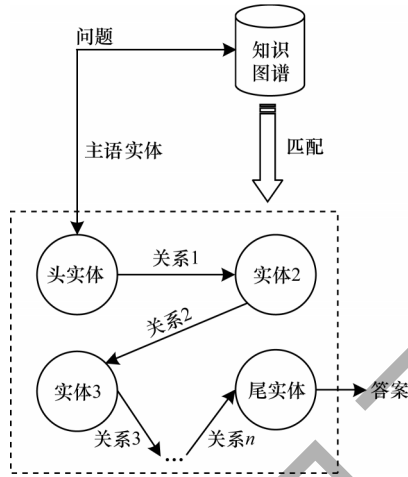 问题
知识
图谱
主语实体
匹配
头实体
关系1
实体2
关系2
实体3
尾实体
答案
关系3
...
关系n